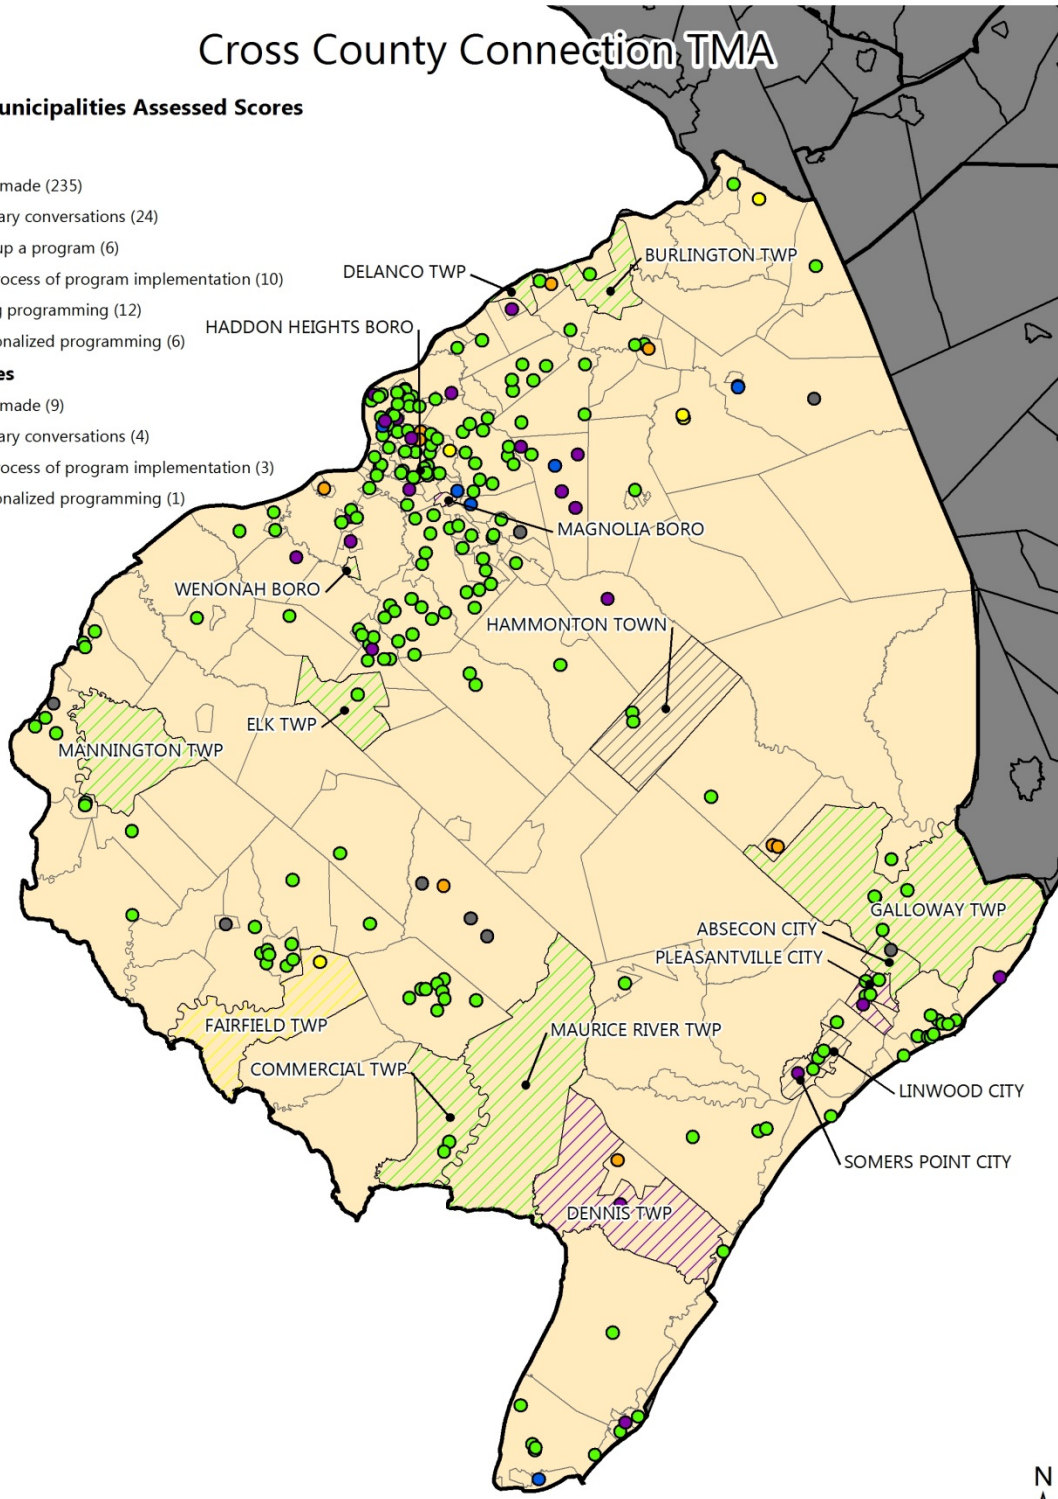 Cross County Connection TMA
unicipalities Assessed Scores
made (235)
ary conversations (24)
up a program (6)
rocess of program implementation (10)
g programming (12)
onalized programming (6)
es
made (9)
ary conversations (4)
rocess of program implementation (3)
onalized programming (1)
BURLINGTON TWP
DELANCO TWP
HADDON HEIGHTS BORO
MAGNOLIA BORO
WENONAH BORO
HAMMONTON TOWN
ELK TWP
MANNINGTON TWP
GALLOWAY TWP
ABSECON CITY
PLEASANTVILLE CITY
FAIRFIELD TWP
MAURICE RIVER TWP
COMMERCIAL TWP
LINWOOD CITY
SOMERS POINT CITY
DENNIS TWP
N